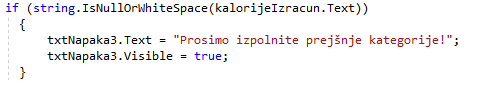 if (string.IsNullOrWhiteSpace(kalorijeIzracun.Text))
{
txtNapaka3.Text = "Prosimo izpolnite prejšnje kategorije!";
txtNapaka3.Visible = true;
}